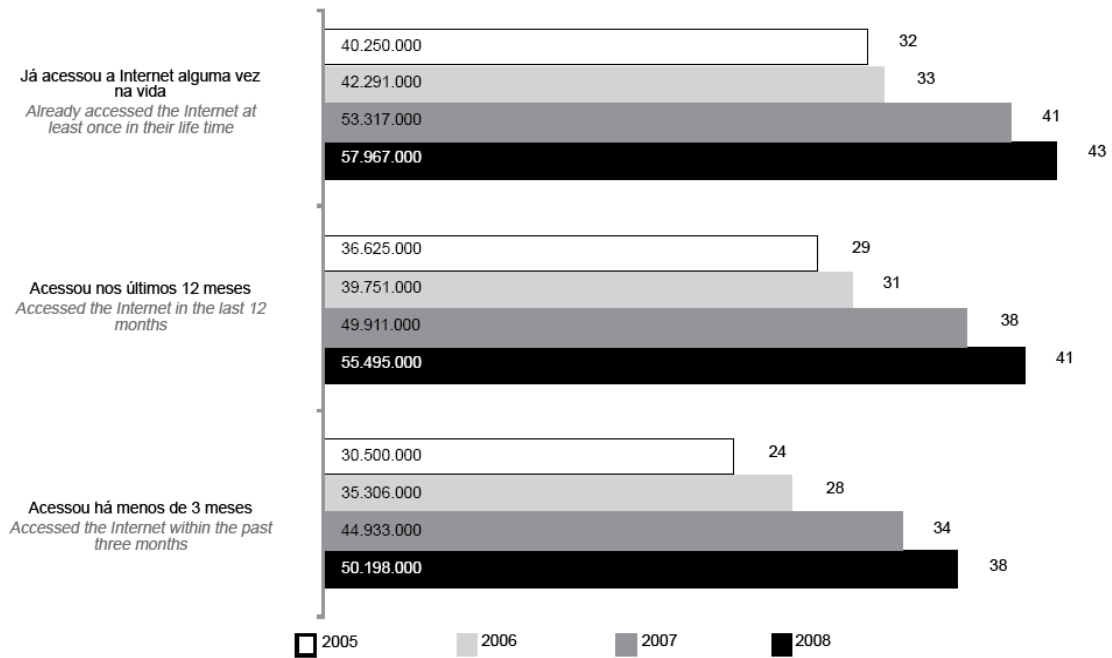 40.250.000 32
Já acessou a Internet alguma vez
na vida
Already accessed the Internet at
least once in their life time
42.291.000 33
53.317.000 41
57.967.000 43
36.625.000 29
Acessou nos últimos 12 meses
Accessed the Internet in the last 12
months
39.751.000 31
49.911.000 38
55.495.000 41
30.500.000 24
Acessou há menos de 3 meses
Accessed the Internet within the past
three months
35.306.000 28
44.933.000 34
50.198.000 38
2005 2006 2007 2008